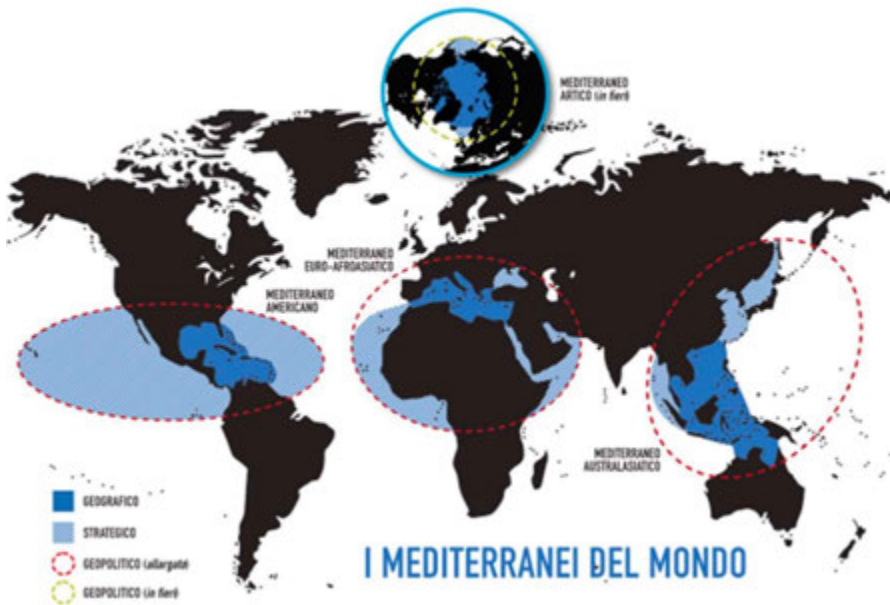 MEDITERRANEO
ARTICO (in fieri)
MEDITERRANEO
EURO-AFROASIATICO
MEDITERRANEO
AMERICANO
MEDITERRANEO
AUSTRALASIATICO
GEOGRAFICO
STRATEGICO
GEOPOLITICO (allargato)
GEOPOLITICO (in fieri)
I MEDITERRANEI DEL MONDO